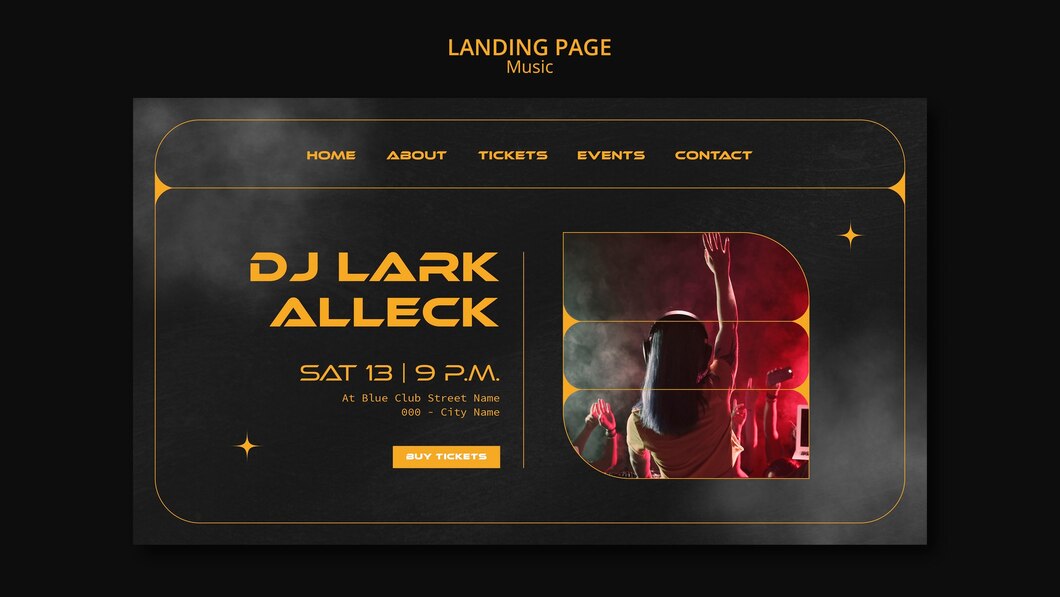 LANDING PAGE
Music
HOME ABOUT TICKETS EVENTS CONTACT
DJ LARK
ALLECK
SAT 13 | 9 P.M.
At Blue Club Street Name
000 - City Name
BUY TICKETS